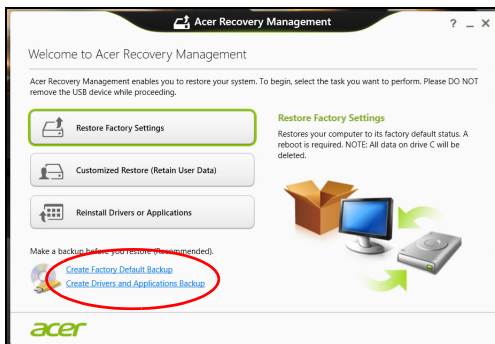 Acer Recovery Management
? _ ×
Welcome to Acer Recovery Management
Acer Recovery Management enables you to restore your system. To begin, select the task you want to perform. Please DO NOT
remove the USB device while proceeding.
Restore Factory Settings
Restore Factory Settings
Restores your computer to its factory default status. A
reboot is required. NOTE: All data on drive C will be
deleted.
Customized Restore (Retain User Data)
Reinstall Drivers or Applications
Make a backup before you restore (Recommended).
Create Factory Default Backup
Create Drivers and Applications Backup
acer